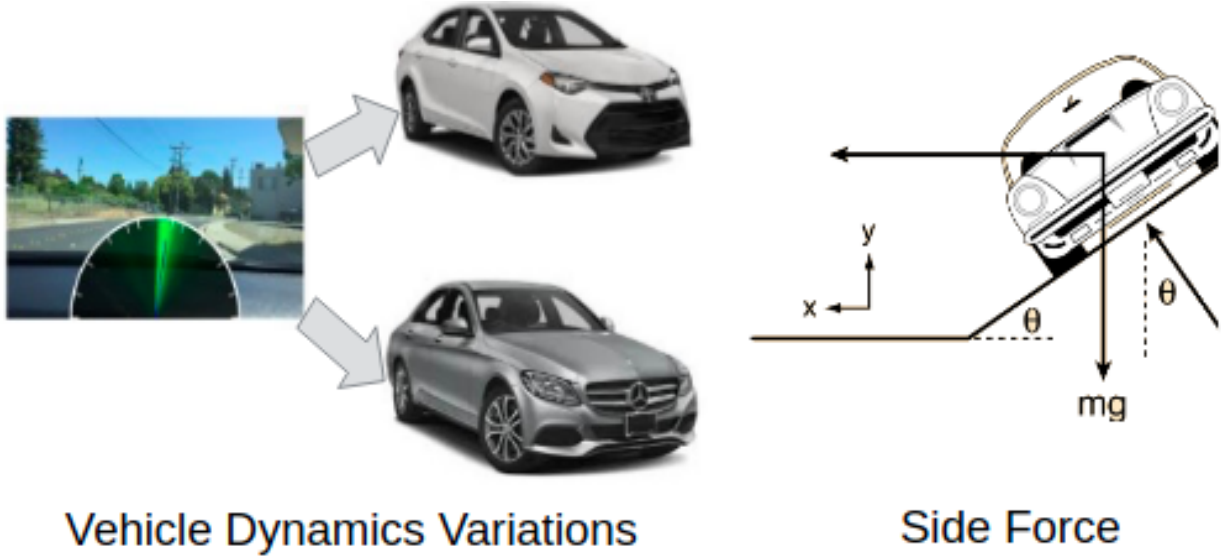 y
x
θ
θ
mg
Vehicle Dynamics Variations
Side Force